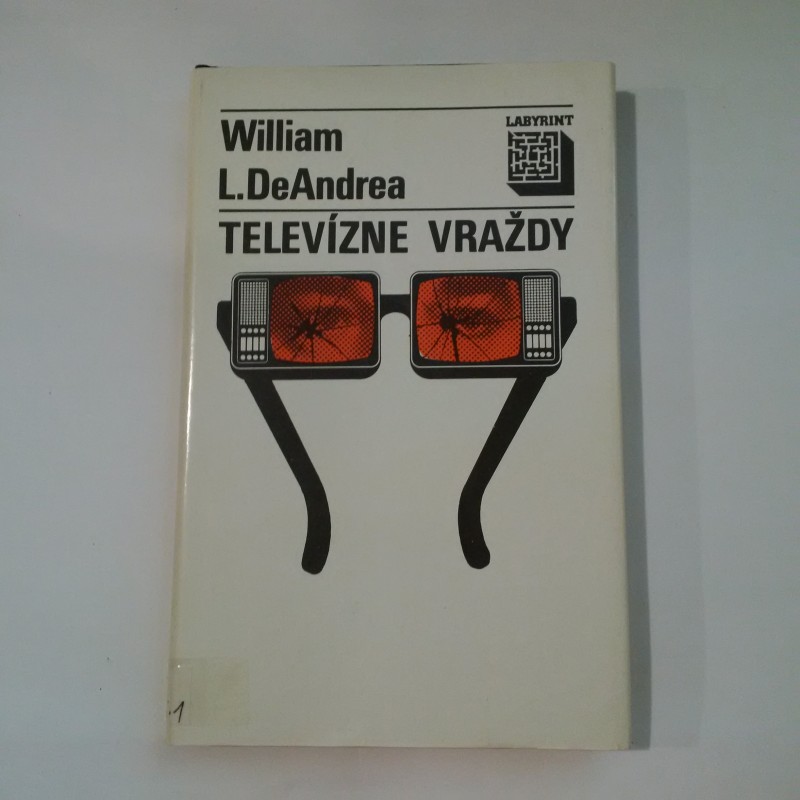 William
L.DeAndrea
LABYRINT
TELEVÍZNE VRAŽDY
1